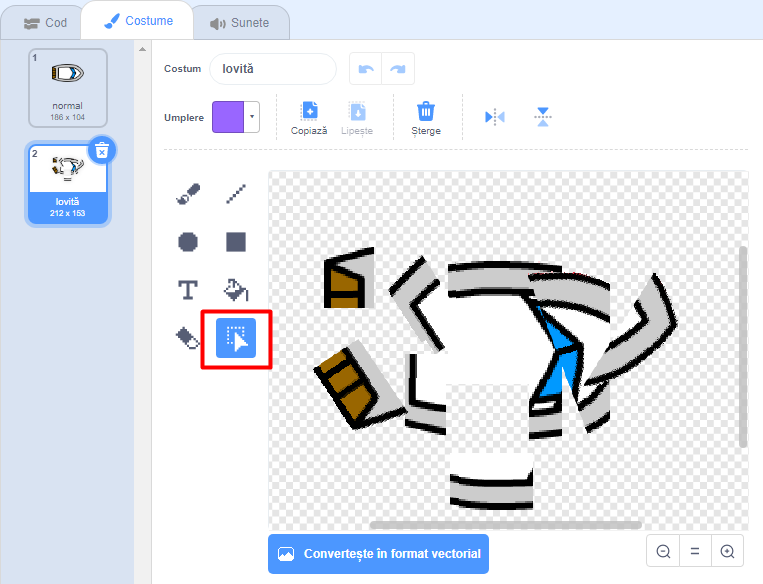 Cod
Costume
Sunete
1
normal
186 x 104
2
lovită
212 x 153
Costum
lovită
Umplere
Copiază
Lipește
Șterge
T
Convertește în format vectorial